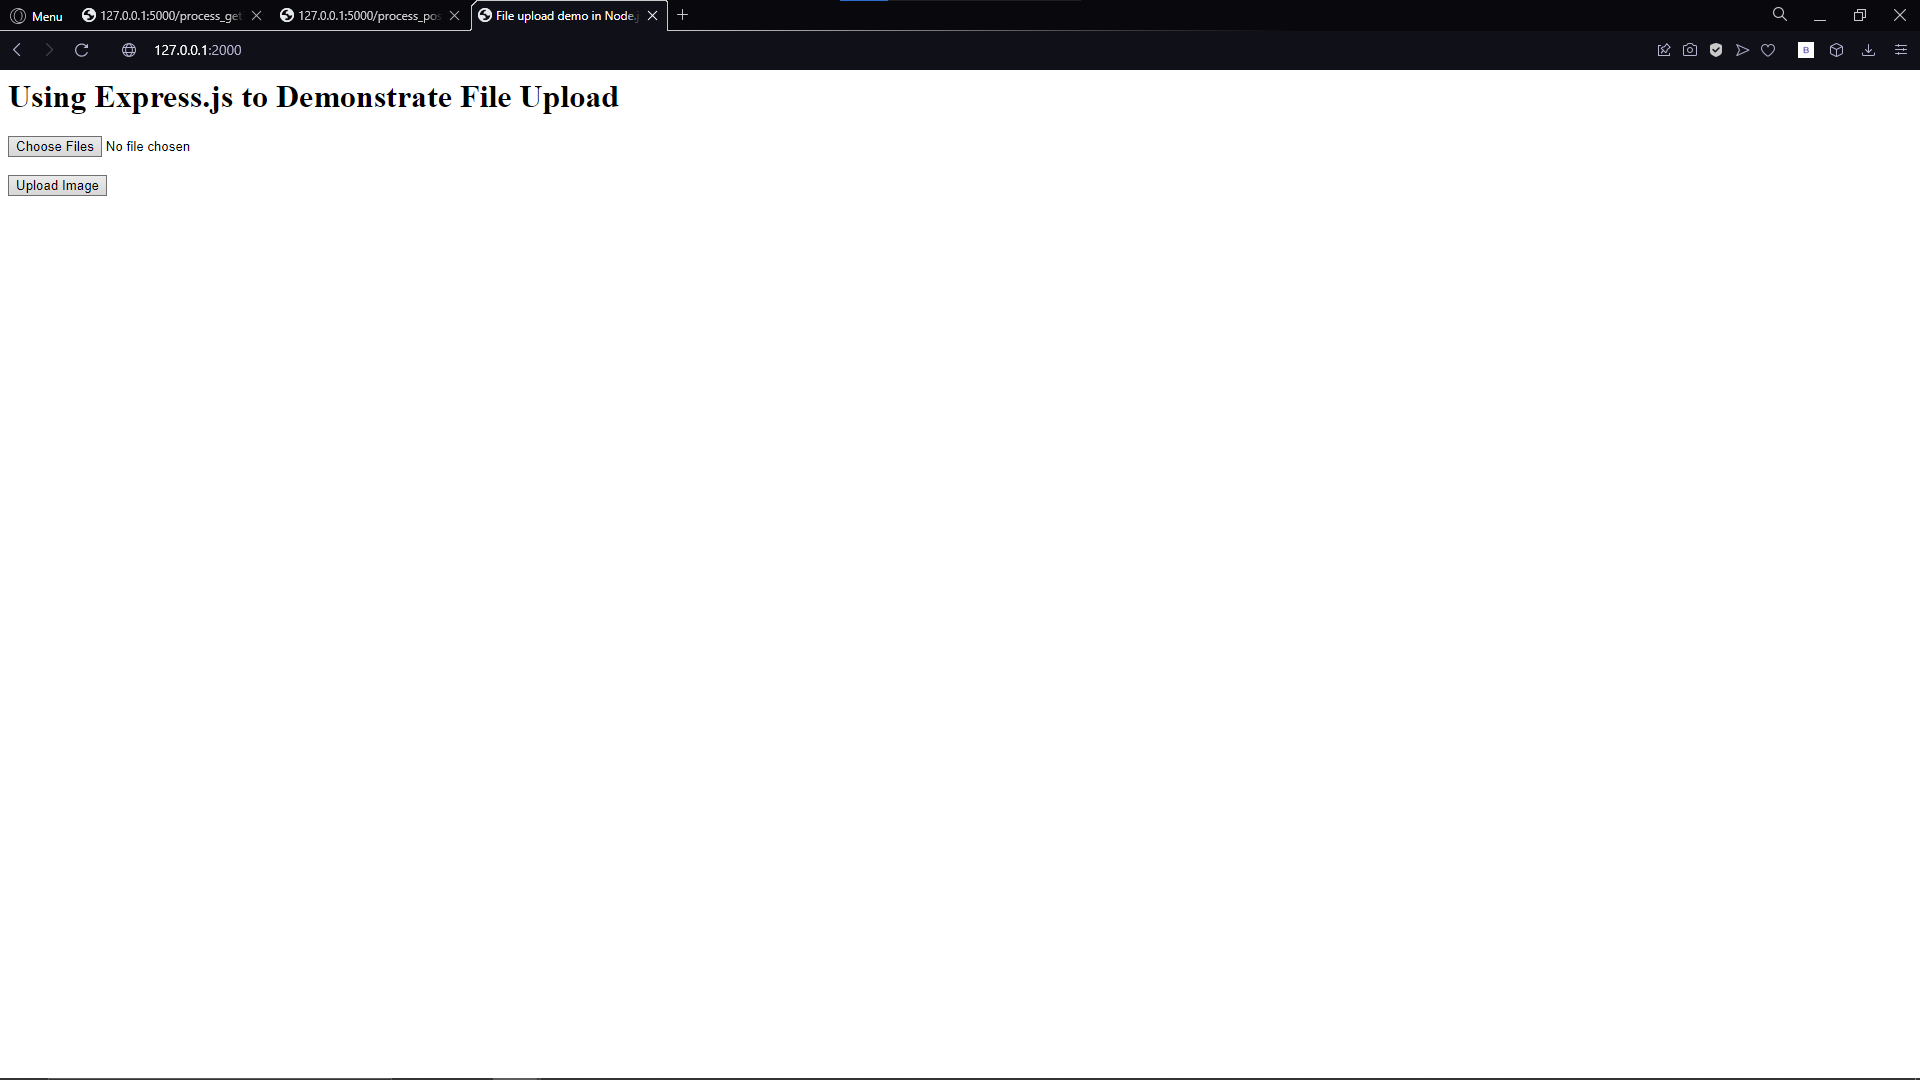 Menu
127.0.0.1:5000/process_get
127.0.0.1:5000/process_pos
File upload demo in Node.j
127.0.0.1:2000
B
Using Express.js to Demonstrate File Upload
Choose Files No file chosen
Upload Image